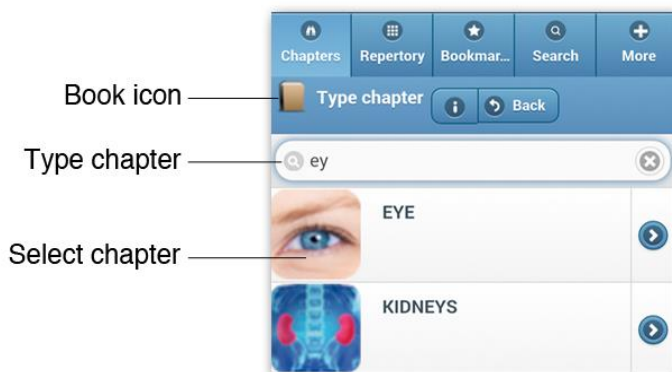 Chapters Repertory Bookmar... Search More
Book icon
Type chapter
i Back
Type chapter
ey
Select chapter
EYE
KIDNEYS